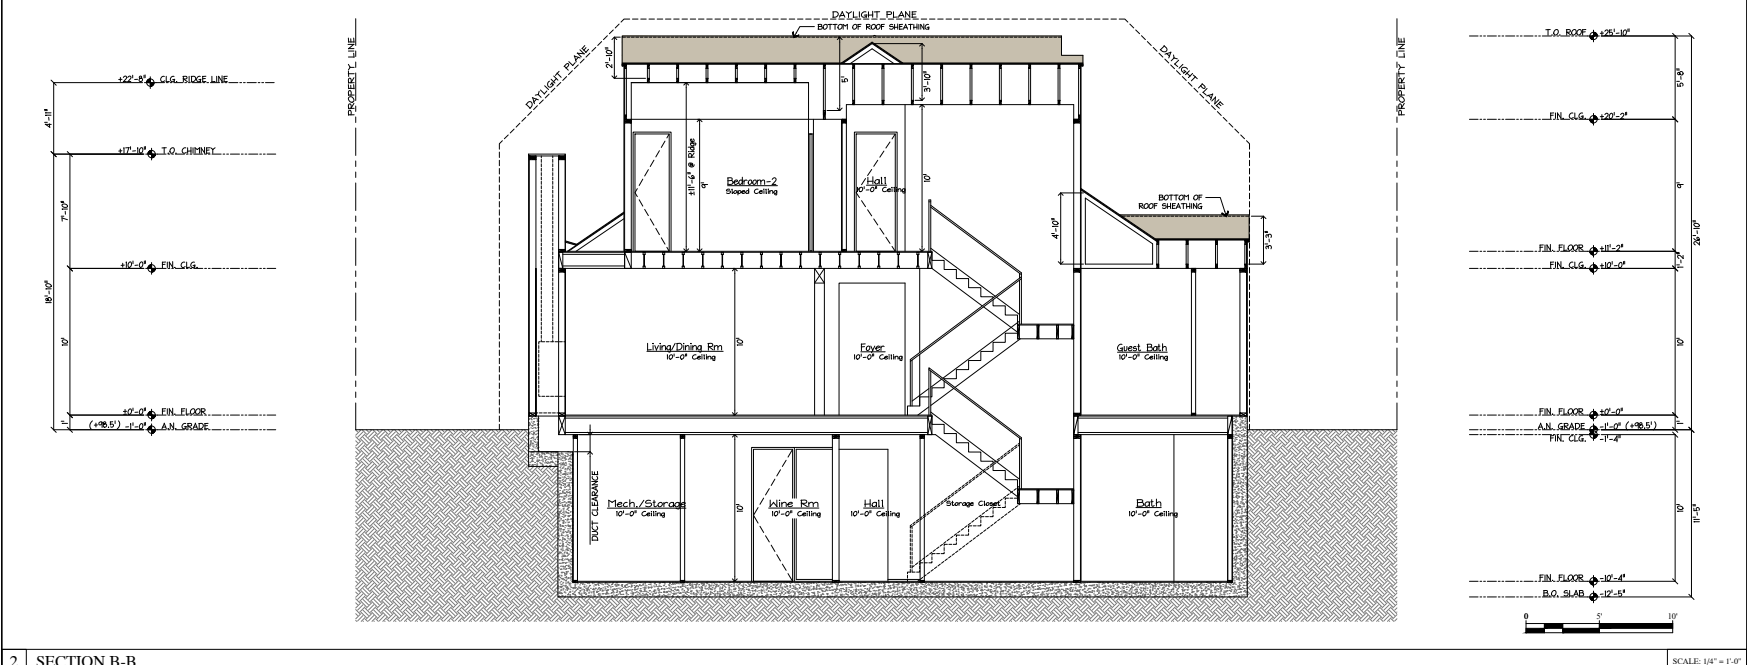 DAYLIGHT PLANE
BOTTOM OF ROOF SHEATHING
DAYLIGHT PLANE
DAYLIGHT PLANE
PROPERTY LINE
PROPERTY LINE
+22'-8" CLG. RIDGE LINE
4'-11"
+17'-10" T.O. CHIMNEY
7'-10"
+10'-0" FIN. CLG.
18'-10"
10'
±0'-0" FIN. FLOOR
1'
(+98.5') -1'-0" A.N. GRADE
2'-10"
5'
3'-10"
±11'-6" @ Ridge
9'
Bedroom-2
Sloped Ceiling
Hall
10'-0" Ceiling
10'
4'-10"
BOTTOM OF
ROOF SHEATHING
3'-3"
Living/Dining Rm
10'-0" Ceiling
10'
Foyer
10'-0" Ceiling
Guest Bath
10'-0" Ceiling
DUCT CLEARANCE
Mech./Storage
10'-0" Ceiling
10'
Wine Rm
10'-0" Ceiling
Hall
10'-0" Ceiling
Storage Closet
Bath
10'-0" Ceiling
T.O. ROOF +25'-10"
5'-8"
FIN. CLG. +20'-2"
9'
FIN. FLOOR +11'-2"
1'-2"
FIN. CLG. +10'-0"
26'-10"
10'
FIN. FLOOR ±0'-0"
1'
A.N. GRADE -1'-0" (+98.5')
FIN. CLG. -1'-4"
10'
11'-5"
FIN. FLOOR -10'-4"
B.O. SLAB -12'-5"
0 5' 10'
2 SECTION B-B
SCALE: 1/4" = 1'-0"